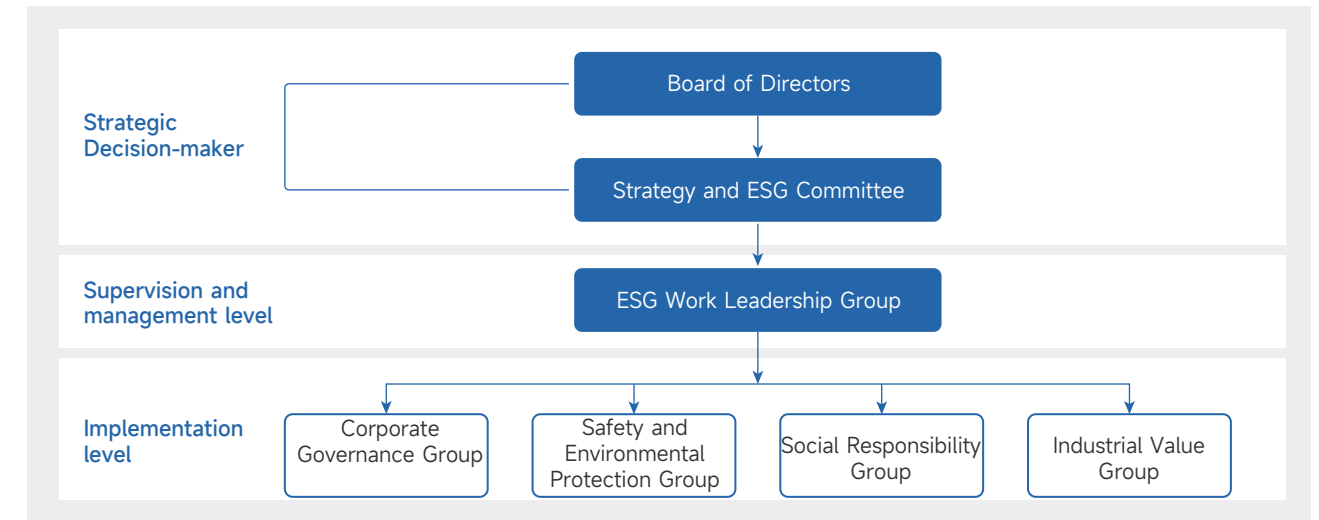 Board of Directors
Strategic
Decision-maker
Strategy and ESG Committee
Supervision and
management level
ESG Work Leadership Group
Implementation
level
Corporate
Governance Group
Safety and
Environmental
Protection Group
Social Responsibility
Group
Industrial Value
Group